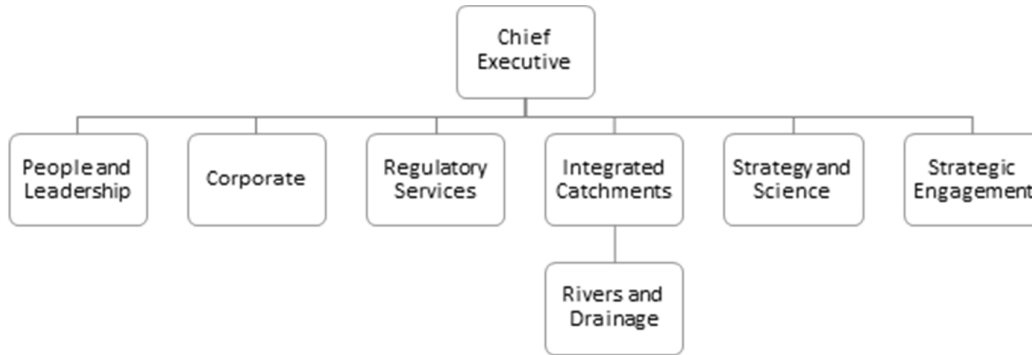 Chief
Executive
People and
Leadership
Corporate
Regulatory
Services
Integrated
Catchments
Strategy and
Science
Strategic
Engagement
Rivers and
Drainage